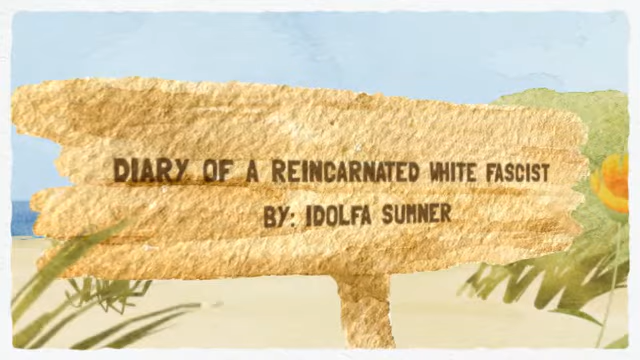 DIARY OF A REINCARNATED WHITE FASCIST
BY: IDOLFA SUMNER